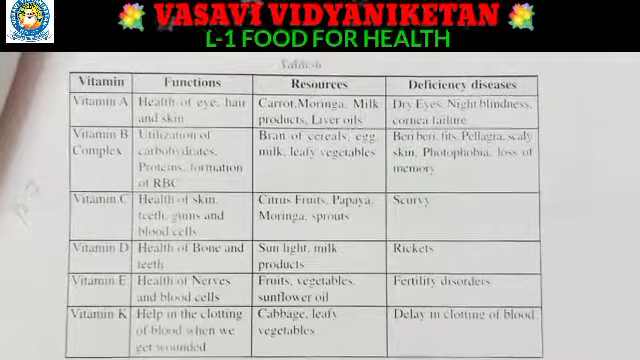 VASAVI VIDYANIKETAN
L-1 FOOD FOR HEALTH
Table-6
Vitamin Functions Resources Deficiency diseases
Vitamin A Health of eye, hair and skin Carrot,Moringa, Milk products, Liver oils Dry Eyes, Night blindness, cornea failure
Vitamin B Complex Utilization of carbohydrates, Proteins, formation of RBC Bran of cereals, egg, milk, leafy vegetables Beri beri, fits, Pellagra, scaly skin, Photophobia, loss of memory
Vitamin C Health of skin, teeth, gums and blood cells Citrus Fruits, Papaya, Moringa, sprouts Scurvy
Vitamin D Health of Bone and teeth Sun light, milk products Rickets
Vitamin E Health of Nerves and blood cells Fruits, vegetables, sunflower oil Fertility disorders
Vitamin K Help in the clotting of blood when we get wounded Cabbage, leafy vegetables Delay in clotting of blood